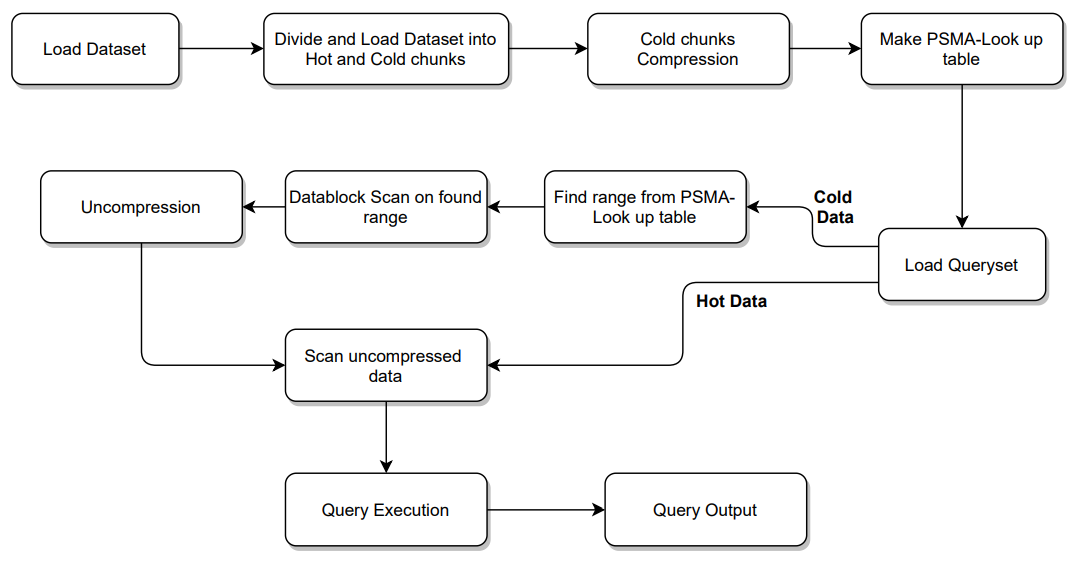 Load Dataset
Divide and Load Dataset into
Hot and Cold chunks
Cold chunks
Compression
Make PSMA-Look up
table
Uncompression
Datablock Scan on found
range
Find range from PSMA-
Look up table
Cold
Data
Load Queryset
Hot Data
Scan uncompressed
data
Query Execution
Query Output